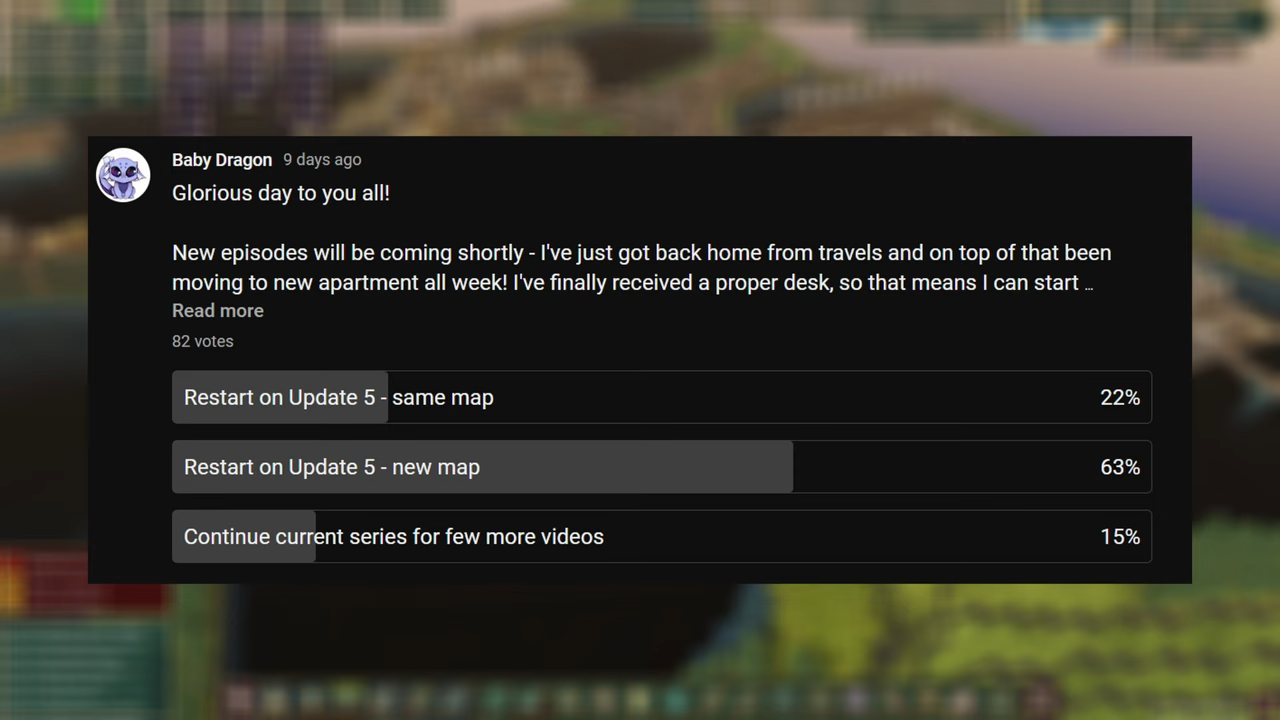 Baby Dragon 9 days ago
Glorious day to you all!
New episodes will be coming shortly - I've just got back home from travels and on top of that been
moving to new apartment all week! I've finally received a proper desk, so that means I can start ...
Read more
82 votes
Restart on Update 5 - same map 22%
Restart on Update 5 - new map 63%
Continue current series for few more videos 15%